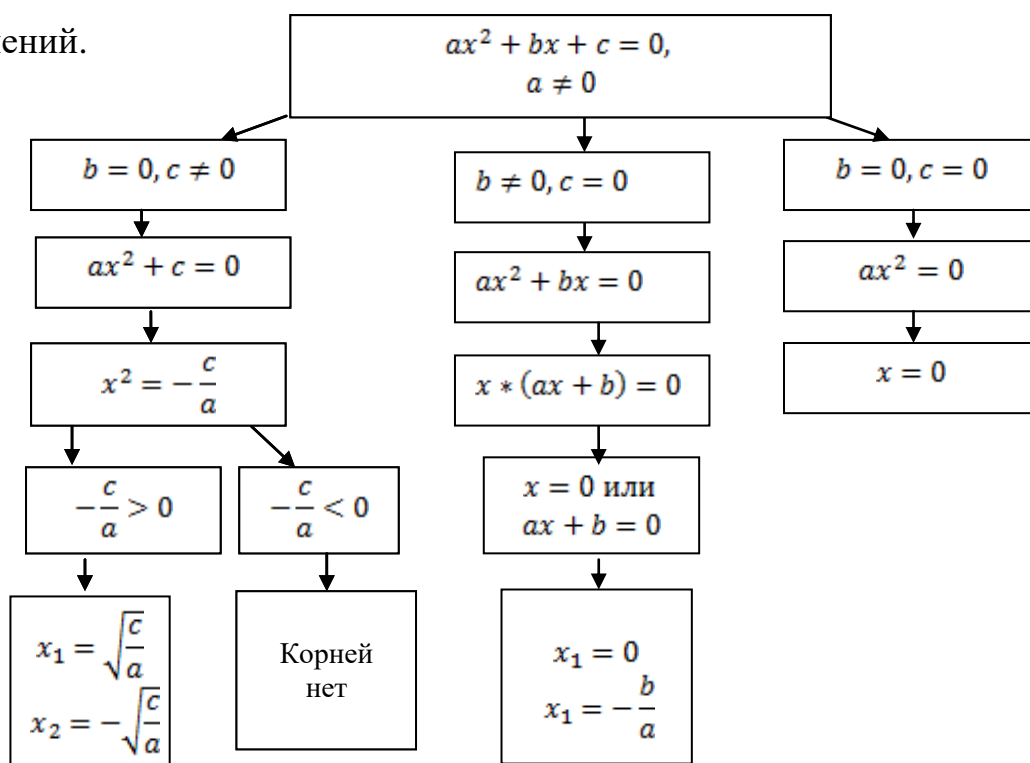 ений.
ax² + bx + c = 0,
a ≠ 0
b = 0, c ≠ 0
b ≠ 0, c = 0
b = 0, c = 0
ax² + c = 0
ax² + bx = 0
ax² = 0
x² = −c/a
x * (ax + b) = 0
x = 0
−c/a > 0
−c/a < 0
x = 0 или
ax + b = 0
x₁ = √(c/a)
x₂ = −√(c/a)
Корней
нет
x₁ = 0
x₁ = −b/a